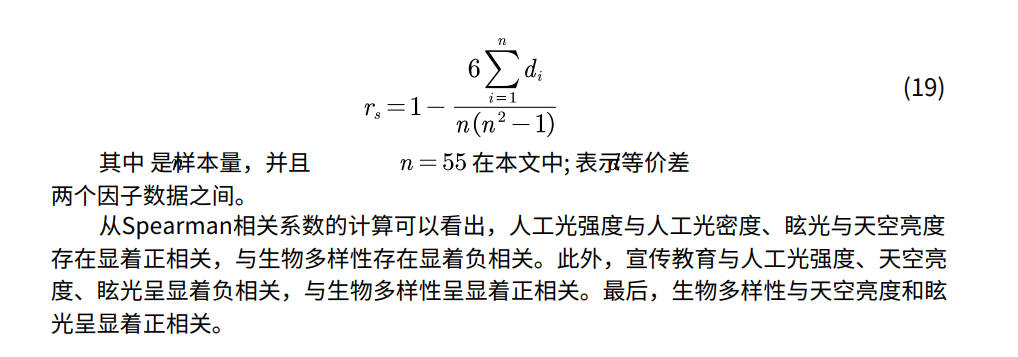 r_s = 1 - \frac{6\sum_{i=1}^{n} d_i}{n(n^2-1)} (19)
其中 是样本量，并且 n = 55 在本文中; 表示等价差
两个因子数据之间。
从Spearman相关系数的计算可以看出，人工光强度与人工光密度、眩光与天空亮度
存在显着正相关，与生物多样性存在显着负相关。此外，宣传教育与人工光强度、天空亮
度、眩光呈显着负相关，与生物多样性呈显着正相关。最后，生物多样性与天空亮度和眩
光呈显着正相关。